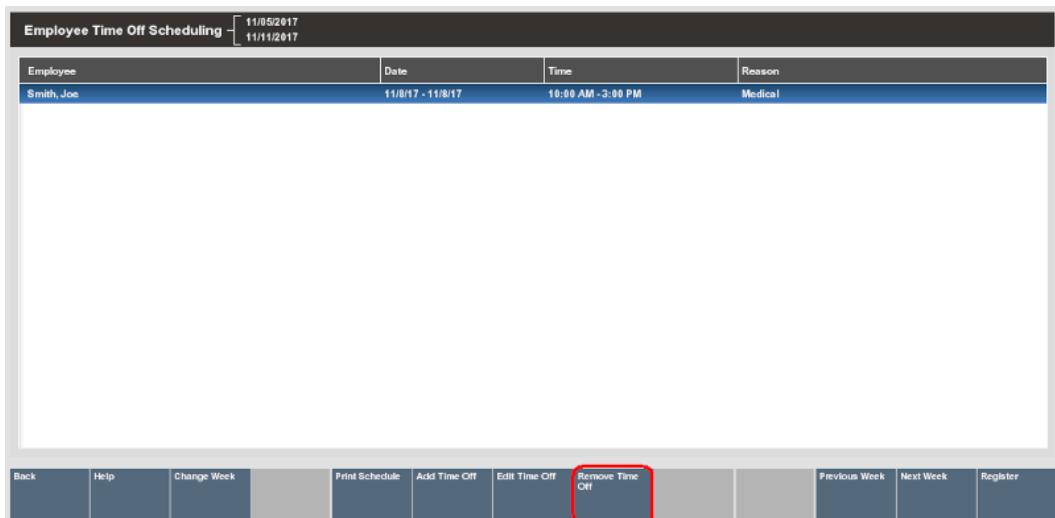 Employee Time Off Scheduling
11/05/2017
11/11/2017
Employee Date Time Reason
Smith, Joe 11/8/17 - 11/8/17 10:00 AM - 3:00 PM Medical
Back Help Change Week Print Schedule Add Time Off Edit Time Off Remove Time Previous Week Next Week Register
Off